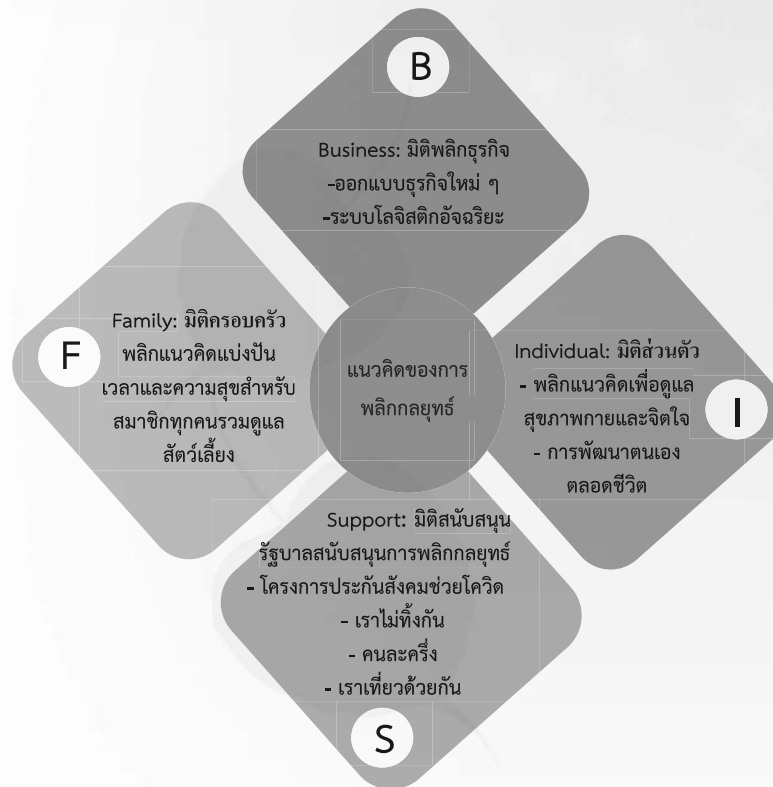 B
Business: มิติพลิกธุรกิจ
-ออกแบบธุรกิจใหม่ ๆ
-ระบบโลจิสติกอัจฉริยะ
F
Family: มิติครอบครัว
พลิกแนวคิดแบ่งปัน
เวลาและความสุขสำหรับ
สมาชิกทุกคนรวมดูแล
สัตว์เลี้ยง
แนวคิดของการ
พลิกกลยุทธ์
Individual: มิติส่วนตัว
- พลิกแนวคิดเพื่อดูแล
สุขภาพกายและจิตใจ
- การพัฒนาตนเอง
ตลอดชีวิต
I
Support: มิติสนับสนุน
รัฐบาลสนับสนุนการพลิกกลยุทธ์
- โครงการประกันสังคมช่วยโควิด
- เราไม่ทิ้งกัน
- คนละครึ่ง
- เราเที่ยวด้วยกัน
S